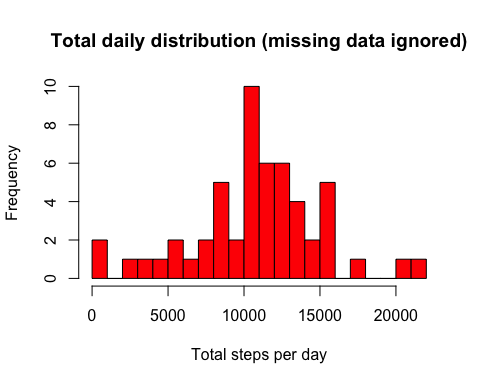 Total daily distribution (missing data ignored)
Frequency
10
8
6
4
2
0
0 5000 10000 15000 20000
Total steps per day